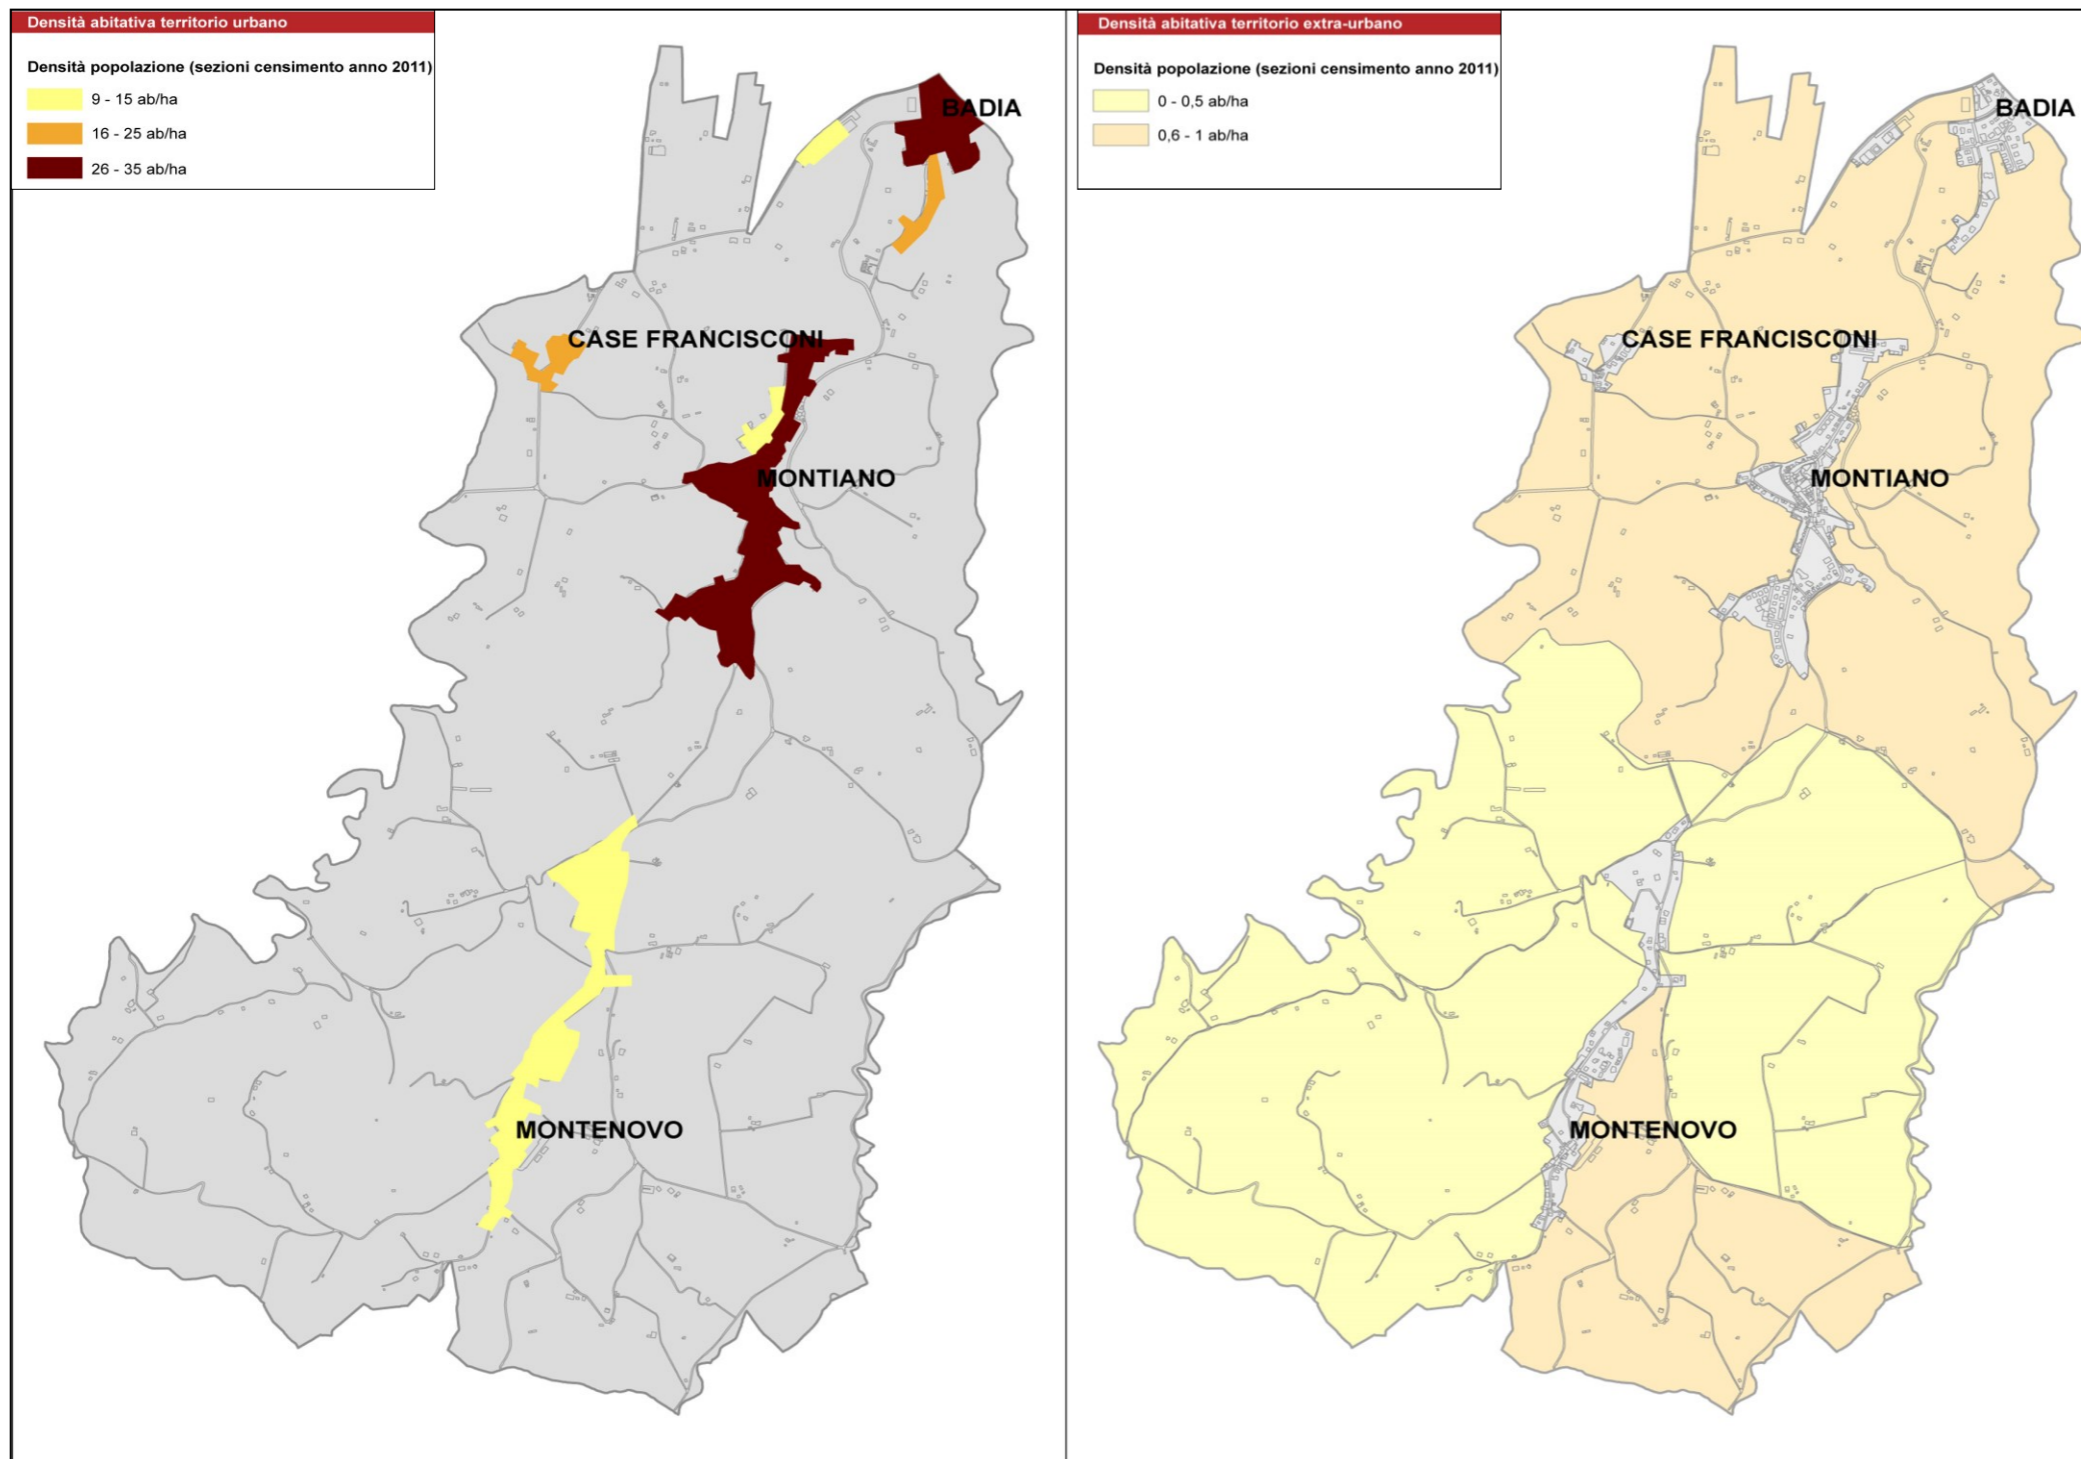 Densità abitativa territorio urbano
Densità popolazione (sezioni censimento anno 2011)
9 - 15 ab/ha
16 - 25 ab/ha
26 - 35 ab/ha
BADIA
CASE FRANCISCONI
MONTIANO
MONTENOVO
Densità abitativa territorio extra-urbano
Densità popolazione (sezioni censimento anno 2011)
0 - 0,5 ab/ha
0,6 - 1 ab/ha
BADIA
CASE FRANCISCONI
MONTIANO
MONTENOVO